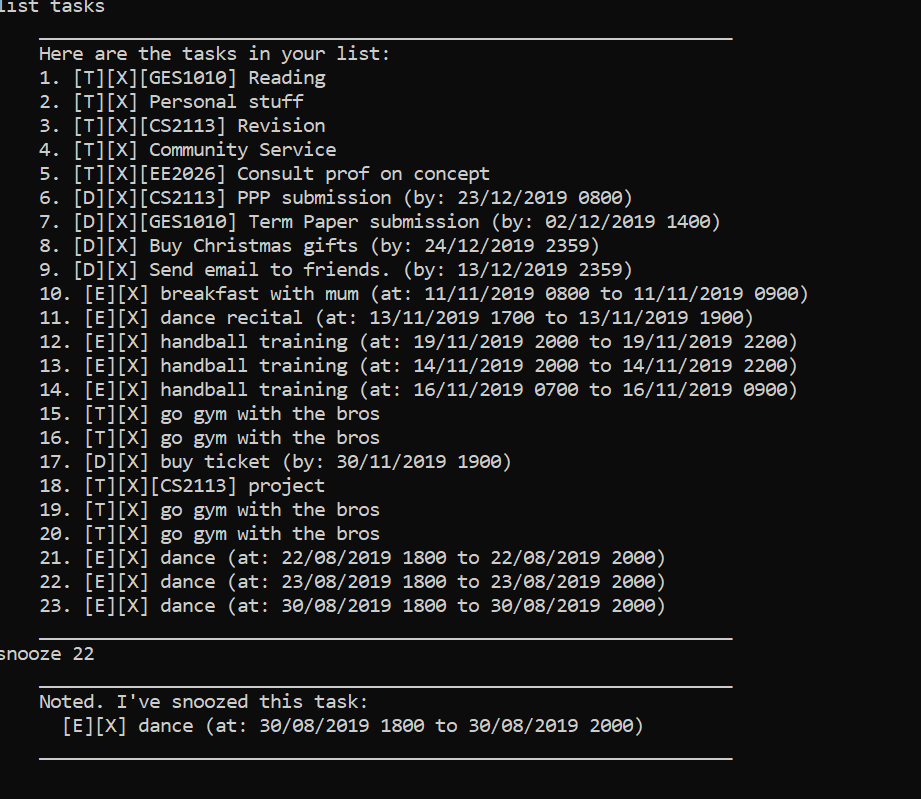 list tasks
Here are the tasks in your list:
1. [T][X][GES1010] Reading
2. [T][X] Personal stuff
3. [T][X][CS2113] Revision
4. [T][X] Community Service
5. [T][X][EE2026] Consult prof on concept
6. [D][X][CS2113] PPP submission (by: 23/12/2019 0800)
7. [D][X][GES1010] Term Paper submission (by: 02/12/2019 1400)
8. [D][X] Buy Christmas gifts (by: 24/12/2019 2359)
9. [D][X] Send email to friends. (by: 13/12/2019 2359)
10. [E][X] breakfast with mum (at: 11/11/2019 0800 to 11/11/2019 0900)
11. [E][X] dance recital (at: 13/11/2019 1700 to 13/11/2019 1900)
12. [E][X] handball training (at: 19/11/2019 2000 to 19/11/2019 2200)
13. [E][X] handball training (at: 14/11/2019 2000 to 14/11/2019 2200)
14. [E][X] handball training (at: 16/11/2019 0700 to 16/11/2019 0900)
15. [T][X] go gym with the bros
16. [T][X] go gym with the bros
17. [D][X] buy ticket (by: 30/11/2019 1900)
18. [T][X][CS2113] project
19. [T][X] go gym with the bros
20. [T][X] go gym with the bros
21. [E][X] dance (at: 22/08/2019 1800 to 22/08/2019 2000)
22. [E][X] dance (at: 23/08/2019 1800 to 23/08/2019 2000)
23. [E][X] dance (at: 30/08/2019 1800 to 30/08/2019 2000)
snooze 22
Noted. I've snoozed this task:
[E][X] dance (at: 30/08/2019 1800 to 30/08/2019 2000)